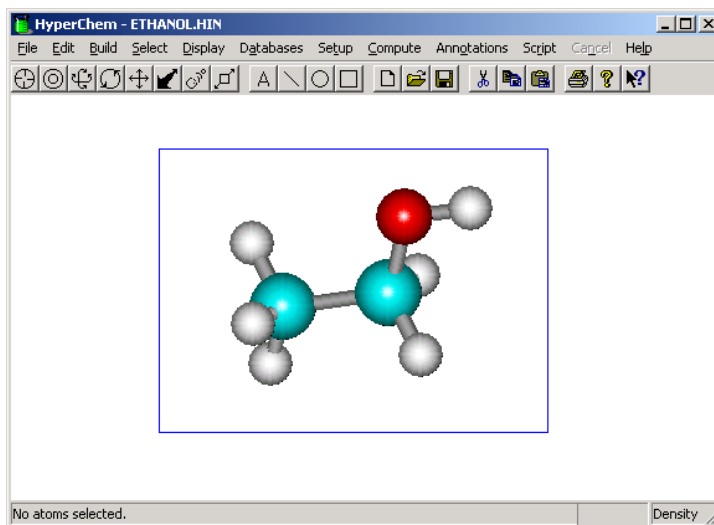 HyperChem - ETHANOL.HIN
File Edit Build Select Display Databases Setup Compute Annotations Script Cancel Help
A
No atoms selected. Density